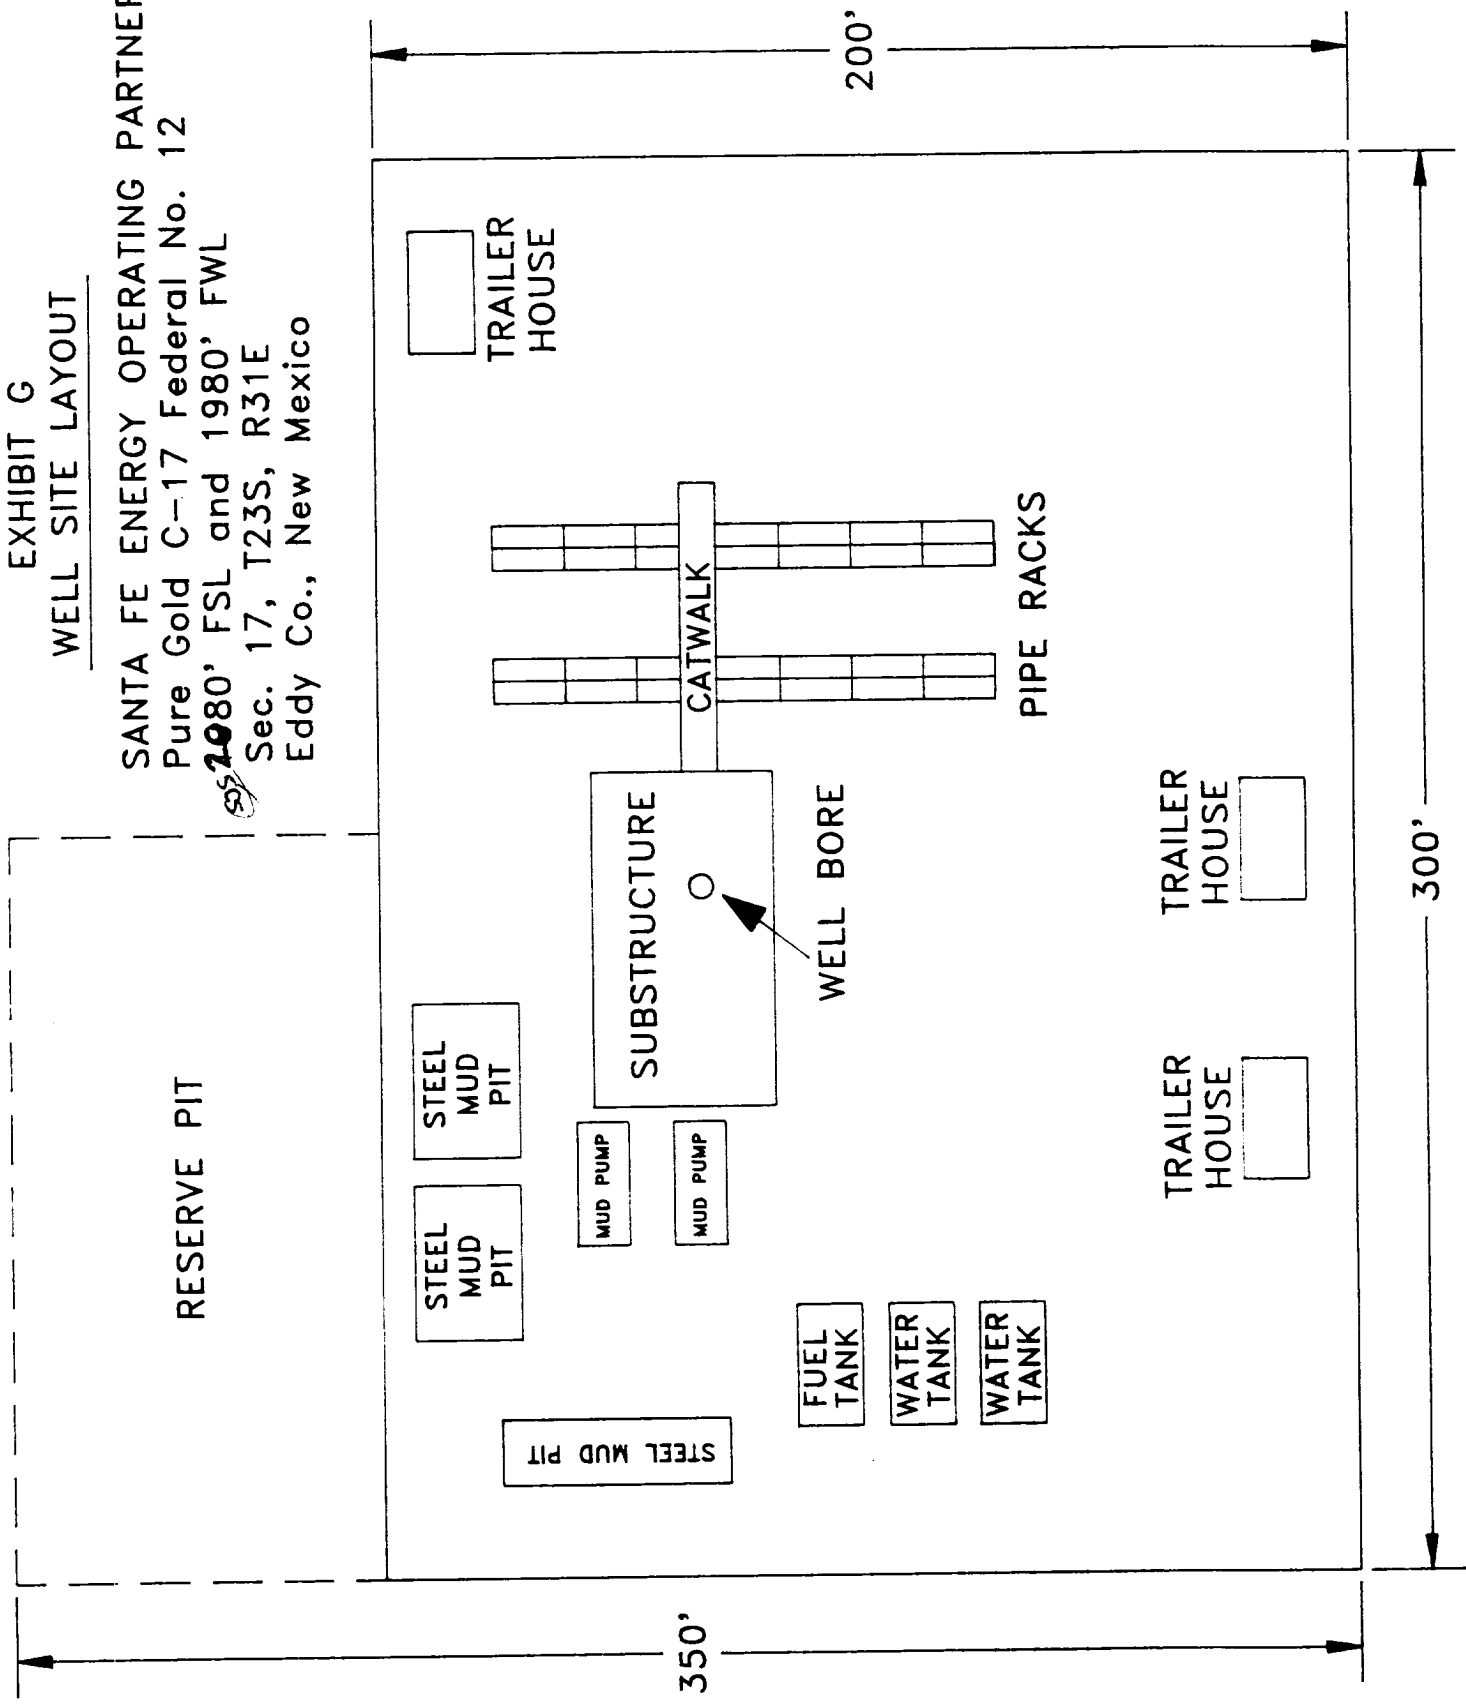 EXHIBIT G
WELL SITE LAYOUT
SANTA FE ENERGY OPERATING PARTNER
Pure Gold C-17 Federal No. 12
2080' FSL and 1980' FWL
Sec. 17, T23S, R31E
Eddy Co., New Mexico
RESERVE PIT
350'
200'
STEEL
MUD
PIT
STEEL
MUD
PIT
TRAILER
HOUSE
STEEL MUD PIT
MUD PUMP
MUD PUMP
SUBSTRUCTURE
CATWALK
WELL BORE
PIPE RACKS
FUEL
TANK
WATER
TANK
WATER
TANK
TRAILER
HOUSE
TRAILER
HOUSE
300'